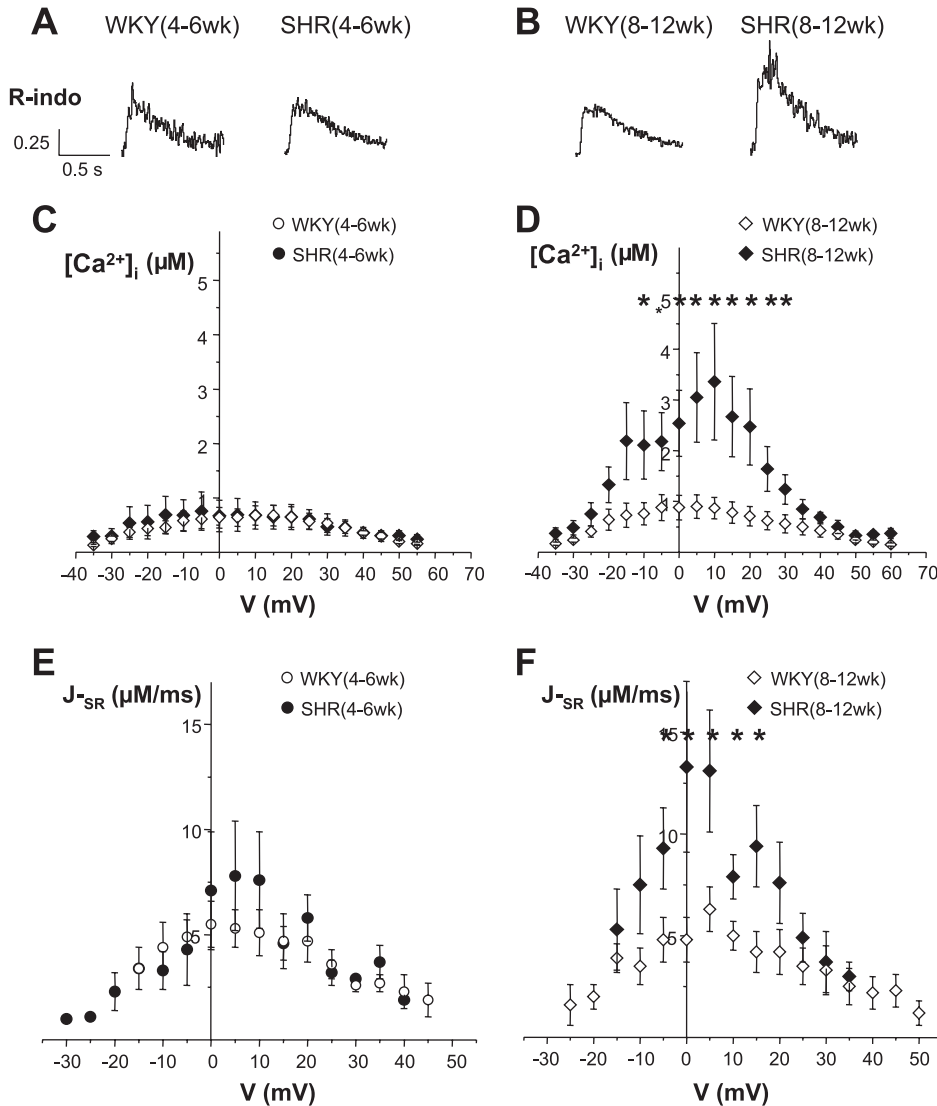 A
WKY(4-6wk)
SHR(4-6wk)
B
WKY(8-12wk)
SHR(8-12wk)
R-indo
0.25
0.5 s
C
WKY(4-6wk)
SHR(4-6wk)
[Ca²⁺]ᵢ (µM)
5
4
3
2
1
-40 -30 -20 -10 0 10 20 30 40 50 60 70
V (mV)
D
WKY(8-12wk)
SHR(8-12wk)
[Ca²⁺]ᵢ (µM)
* * 5 * * * * * * *
4
3
2
1
-40 -30 -20 -10 0 10 20 30 40 50 60 70
V (mV)
E
WKY(4-6wk)
SHR(4-6wk)
J-SR (µM/ms)
15
10
5
-30 -20 -10 0 10 20 30 40 50
V (mV)
F
WKY(8-12wk)
SHR(8-12wk)
J-SR (µM/ms)
15
* * * * *
10
5
-30 -20 -10 0 10 20 30 40 50
V (mV)